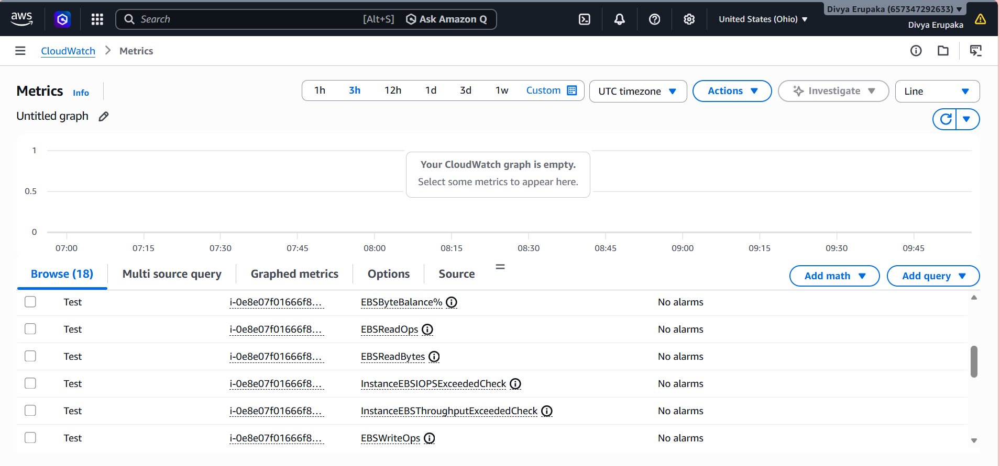 aws
Search [Alt+S] Ask Amazon Q
United States (Ohio)
Divya Erupaka (657347292633)
Divya Erupaka
CloudWatch
Metrics
Metrics
Info
1h 3h 12h 1d 3d 1w Custom
UTC timezone
Actions
Investigate
Line
Untitled graph
1
Your CloudWatch graph is empty.
Select some metrics to appear here.
0.5
0
07:00 07:15 07:30 07:45 08:00 08:15 08:30 08:45 09:00 09:15 09:30 09:45
Browse (18) Multi source query Graphed metrics Options Source
Add math
Add query
Test i-0e8e07f01666f8... EBSByteBalance% No alarms
Test i-0e8e07f01666f8... EBSReadOps No alarms
Test i-0e8e07f01666f8... EBSReadBytes No alarms
Test i-0e8e07f01666f8... InstanceEBSIOPSExceededCheck No alarms
Test i-0e8e07f01666f8... InstanceEBSThroughputExceededCheck No alarms
Test i-0e8e07f01666f8... EBSWriteOps No alarms